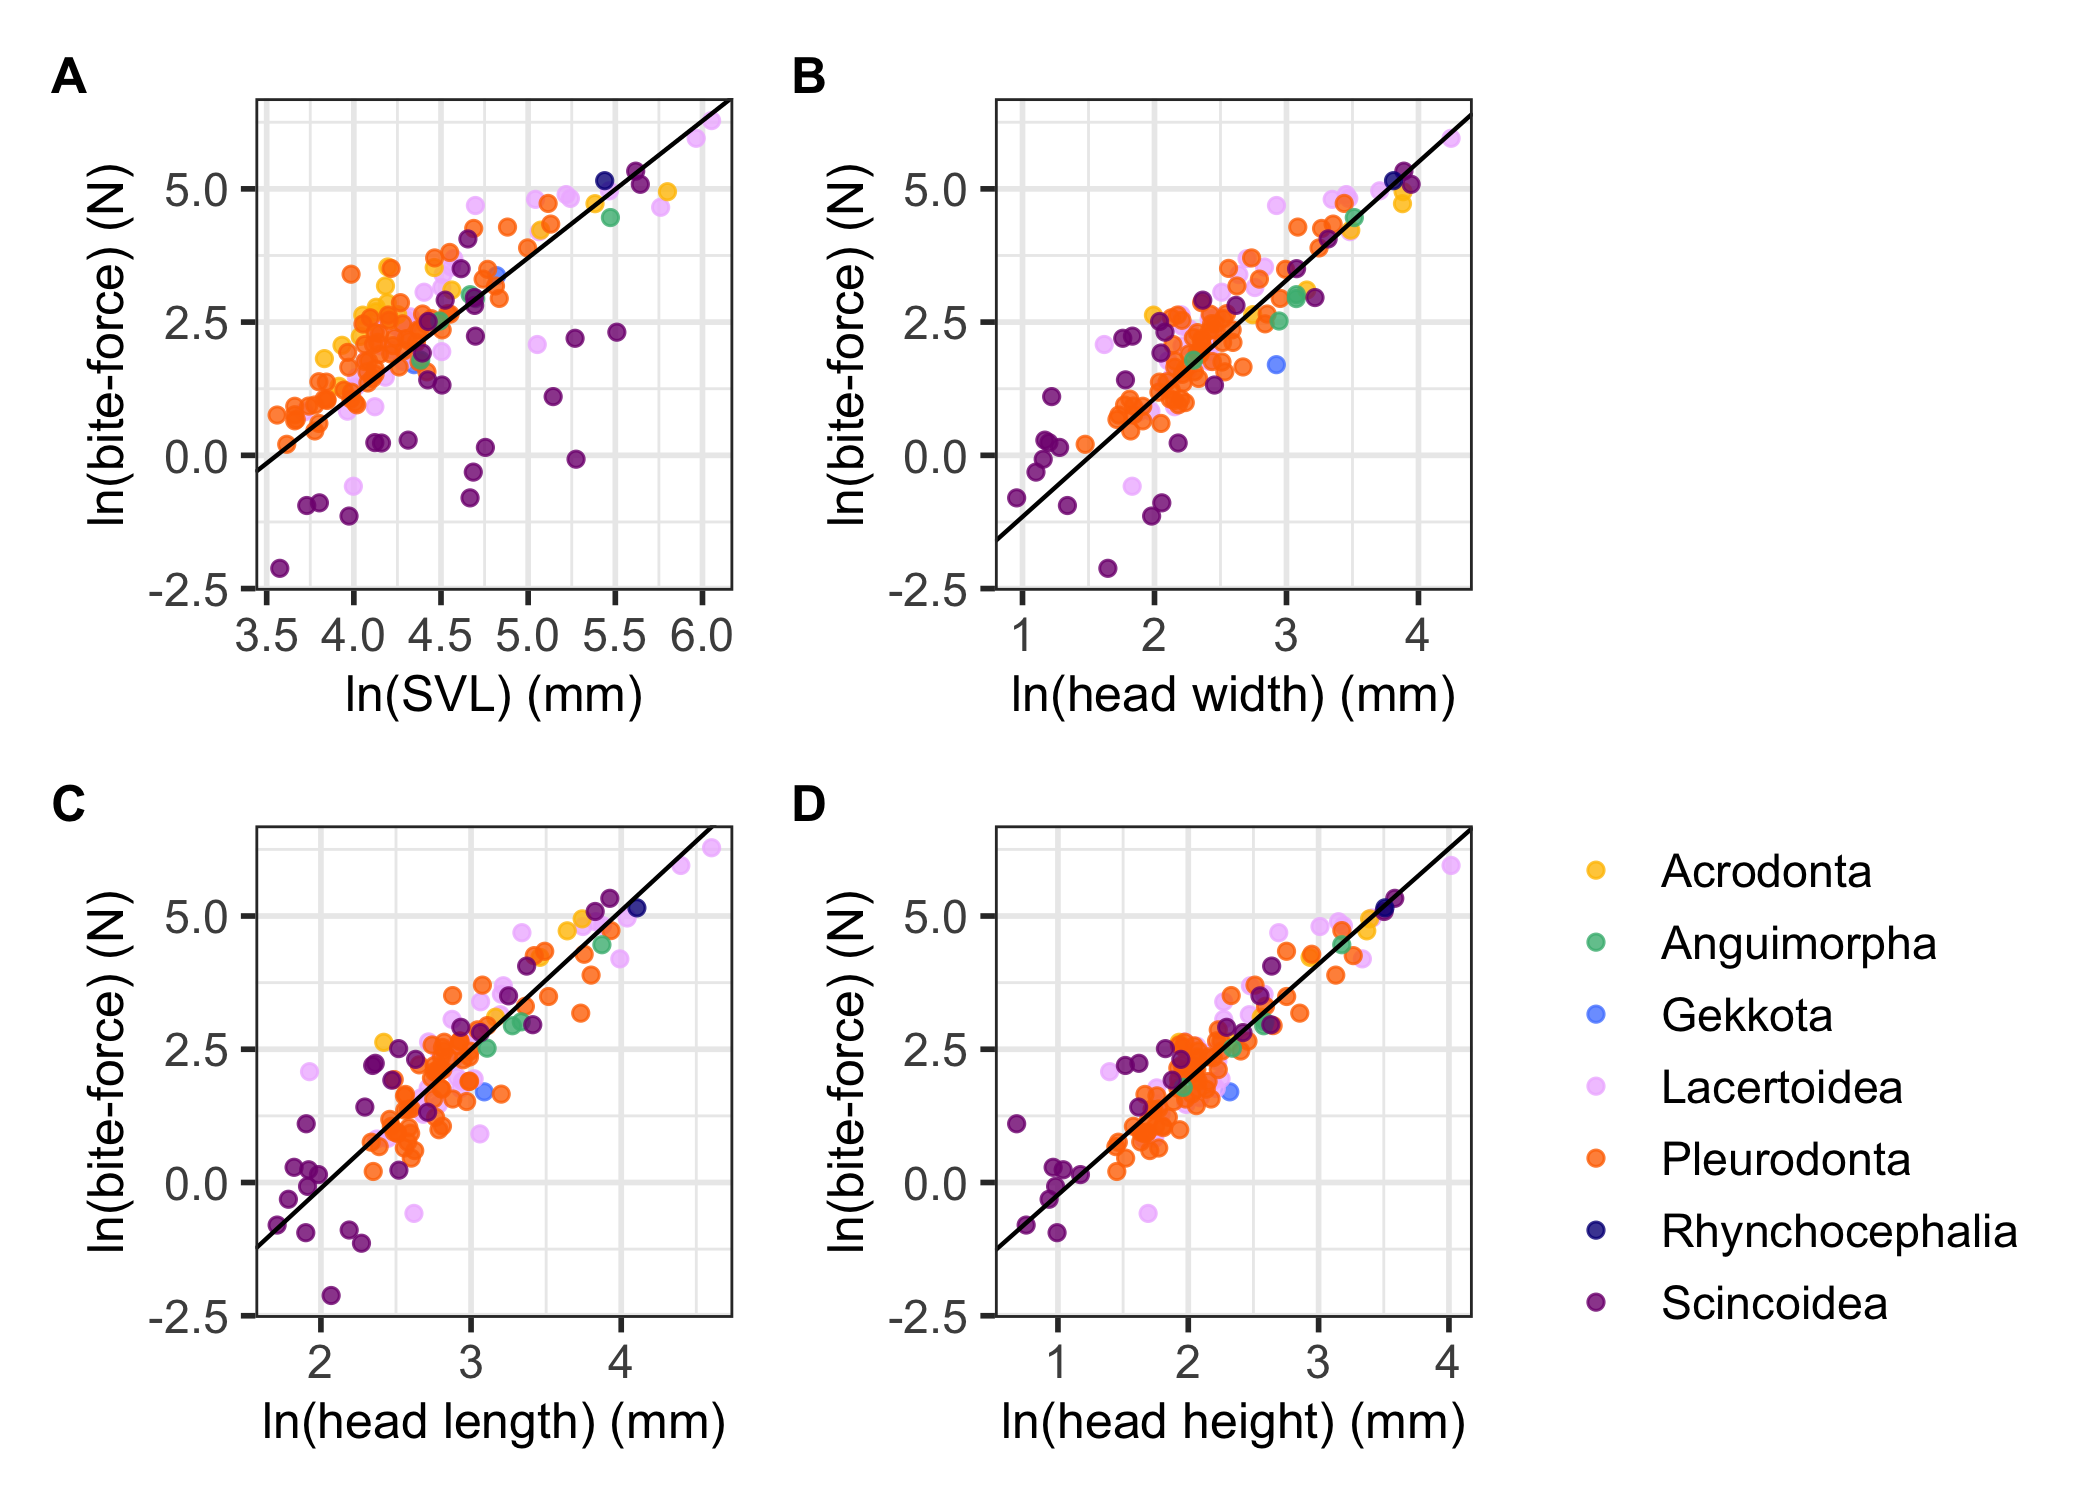 A
B
ln(bite-force) (N)
5.0
2.5
0.0
-2.5
3.5 4.0 4.5 5.0 5.5 6.0
ln(SVL) (mm)
ln(bite-force) (N)
5.0
2.5
0.0
-2.5
1 2 3 4
ln(head width) (mm)
C
D
ln(bite-force) (N)
5.0
2.5
0.0
-2.5
2 3 4
ln(head length) (mm)
ln(bite-force) (N)
5.0
2.5
0.0
-2.5
1 2 3 4
ln(head height) (mm)
Acrodonta
Anguimorpha
Gekkota
Lacertoidea
Pleurodonta
Rhynchocephalia
Scincoidea